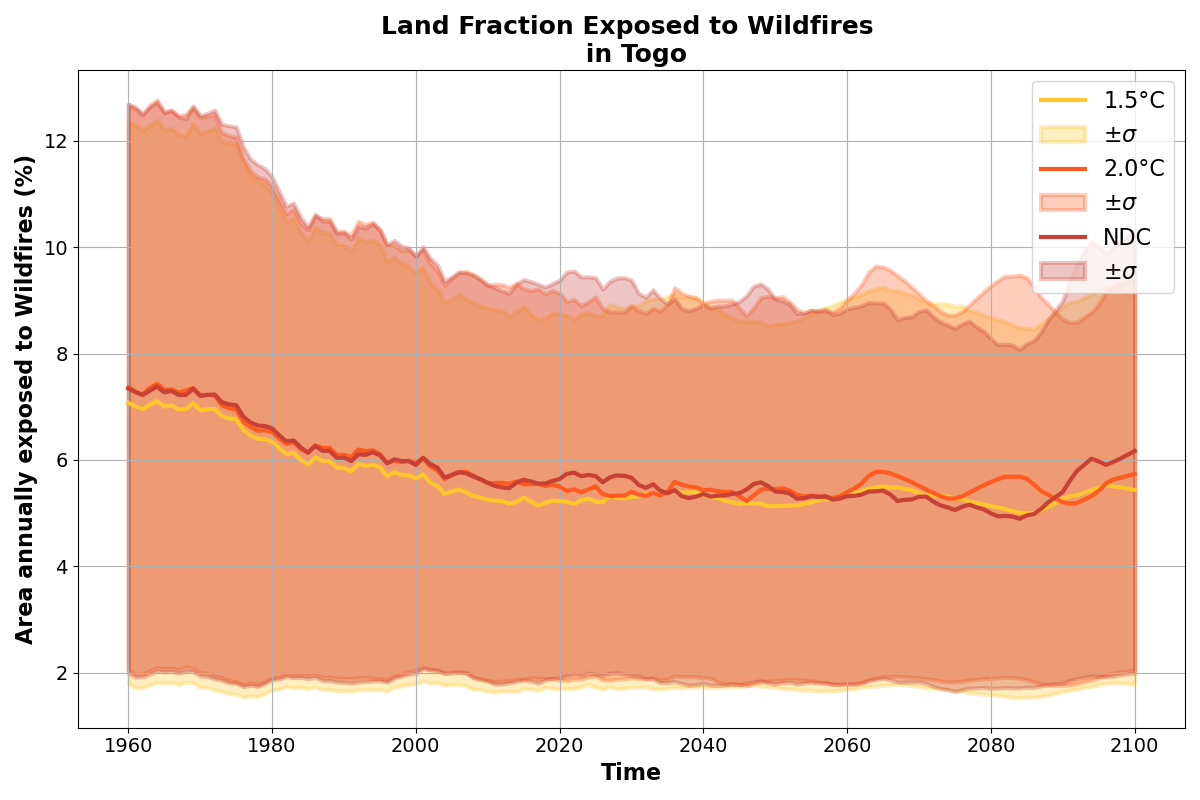 Land Fraction Exposed to Wildfires
in Togo
Area annually exposed to Wildfires (%)
12
10
8
6
4
2
1.5°C
±σ
2.0°C
±σ
NDC
±σ
1960 1980 2000 2020 2040 2060 2080 2100
Time